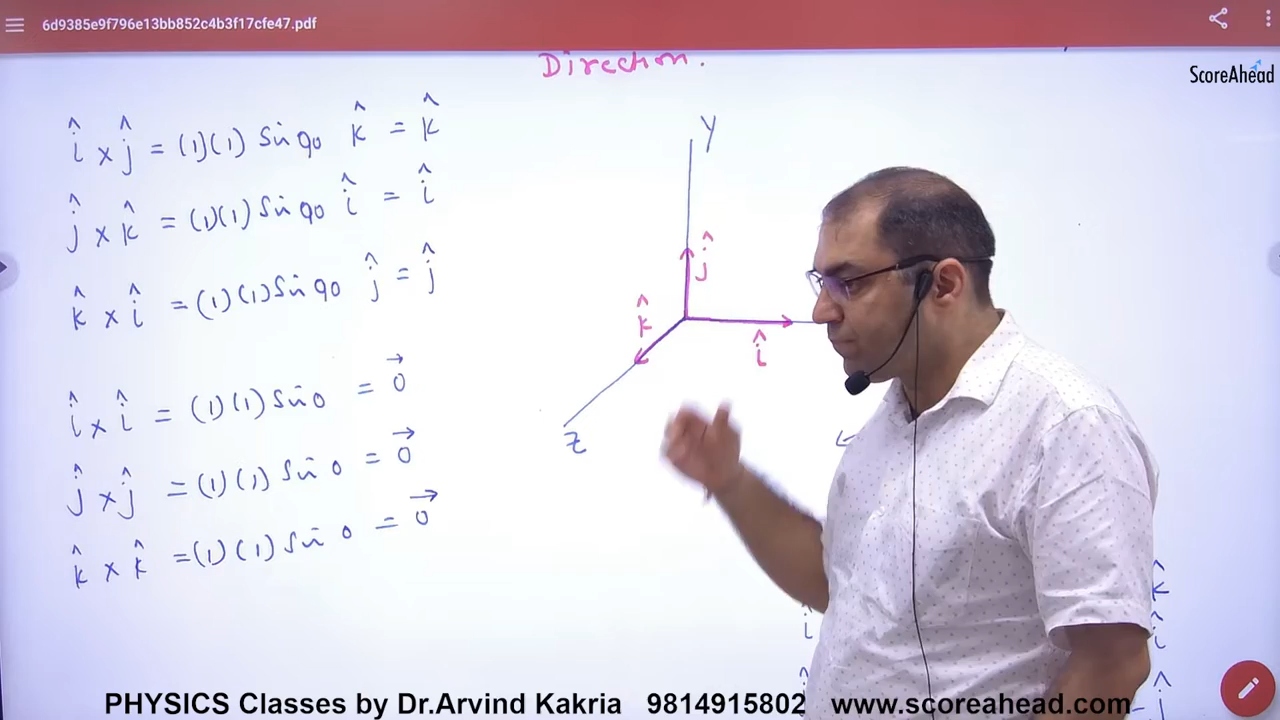 6d9385e9f796e13bb852c4b3f17cfe47.pdf
ScoreAhead
Direction.
î × ĵ = (1)(1) Sin 90 k̂ = k̂
ĵ × k̂ = (1)(1) Sin 90 î = î
k̂ × î = (1)(1) Sin 90 ĵ = ĵ
î × î = (1)(1) Sin 0 = 0⃗
ĵ × ĵ = (1)(1) Sin 0 = 0⃗
k̂ × k̂ = (1)(1) Sin 0 = 0⃗
Y
ĵ
k̂
î
Z
k̂
î
î
ĵ
PHYSICS Classes by Dr.Arvind Kakria 9814915802 www.scoreahead.com